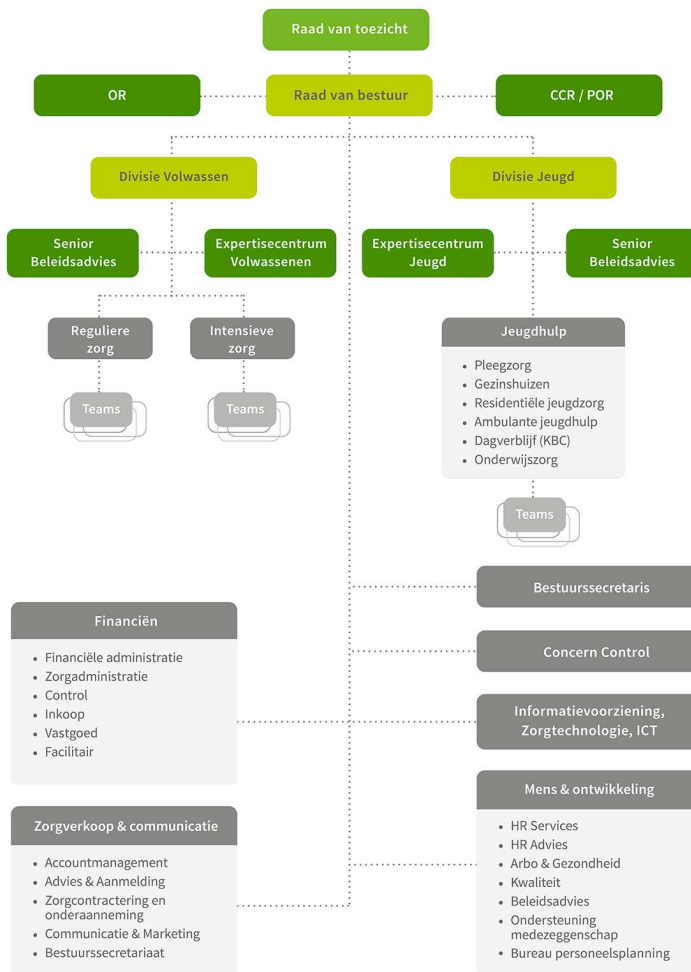 Raad van toezicht
OR
Raad van bestuur
CCR / POR
Divisie Volwassen
Divisie Jeugd
Senior
Beleidsadvies
Expertisecentrum
Volwassenen
Expertisecentrum
Jeugd
Senior
Beleidsadvies
Reguliere
zorg
Intensieve
zorg
Teams
Teams
Jeugdhulp
• Pleegzorg
• Gezinshuizen
• Residentiële jeugdzorg
• Ambulante jeugdhulp
• Dagverblijf (KBC)
• Onderwijszorg
Teams
Bestuurssecretaris
Concern Control
Informatievoorziening,
Zorgtechnologie, ICT
Financiën
• Financiële administratie
• Zorgadministratie
• Control
• Inkoop
• Vastgoed
• Facilitair
Zorgverkoop & communicatie
• Accountmanagement
• Advies & Aanmelding
• Zorgcontractering en
onderaanneming
• Communicatie & Marketing
• Bestuurssecretariaat
Mens & ontwikkeling
• HR Services
• HR Advies
• Arbo & Gezondheid
• Kwaliteit
• Beleidsadvies
• Ondersteuning
medezeggenschap
• Bureau personeelsplanning